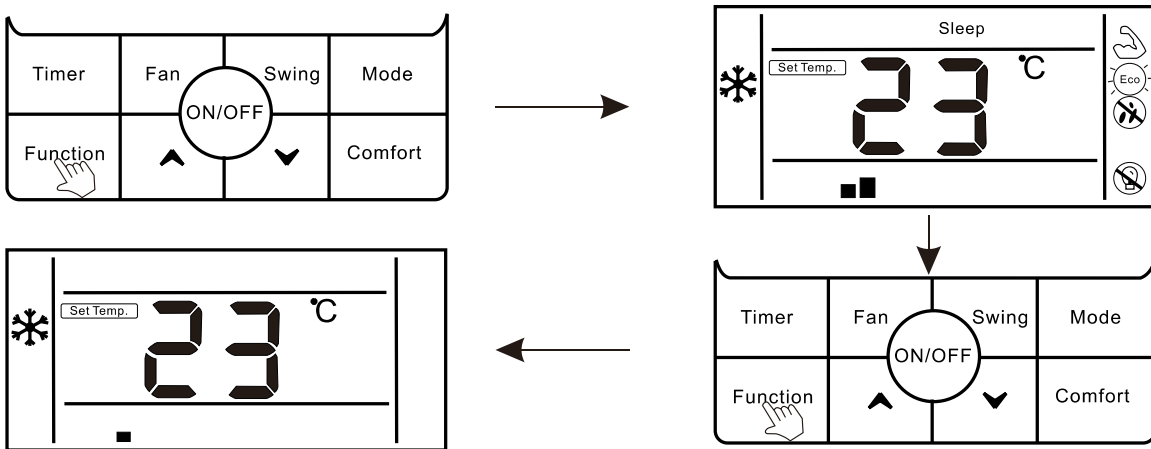 Timer Fan Swing Mode
ON/OFF
Function Comfort
Sleep
Set Temp. 23 °C
Eco
Set Temp. 23 °C
Timer Fan Swing Mode
ON/OFF
Function Comfort